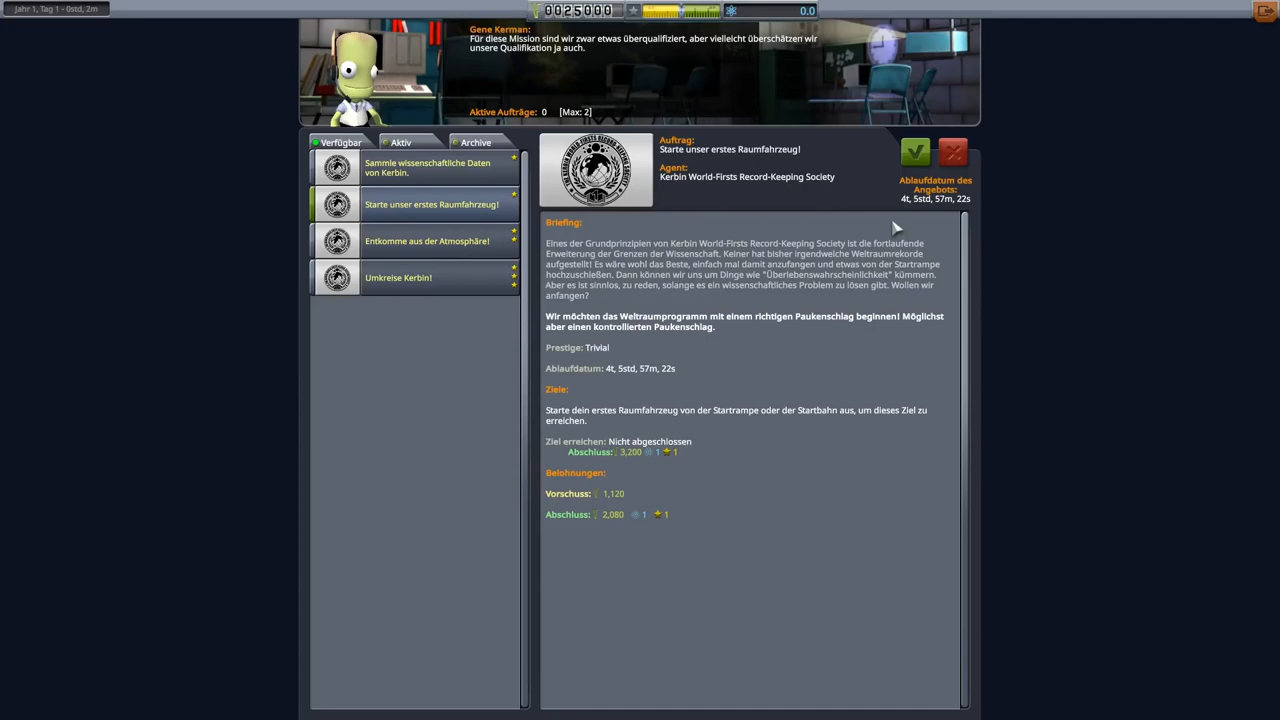 Jahr 1, Tag 1 - 0std, 2m
0025000
0.0
Gene Kerman:
Für diese Mission sind wir zwar etwas überqualifiziert, aber vielleicht überschätzen wir
unsere Qualifikation ja auch.
Aktive Aufträge: 0 [Max: 2]
Verfügbar
Aktiv
Archive
Sammle wissenschaftliche Daten
von Kerbin.
Starte unser erstes Raumfahrzeug!
Entkomme aus der Atmosphäre!
Umkreise Kerbin!
Auftrag:
Starte unser erstes Raumfahrzeug!
Agent:
Kerbin World-Firsts Record-Keeping Society
Ablaufdatum des
Angebots:
4t, 5std, 57m, 22s
Briefing:
Eines der Grundprinzipien von Kerbin World-Firsts Record-Keeping Society ist die fortlaufende
Erweiterung der Grenzen der Wissenschaft. Keiner hat bisher irgendwelche Weltraumrekorde
aufgestellt! Es wäre wohl das Beste, einfach mal damit anzufangen und etwas von der Startrampe
hochzuschießen. Dann können wir uns um Dinge wie "Überlebenswahrscheinlichkeit" kümmern.
Aber es ist sinnlos, zu reden, solange es ein wissenschaftliches Problem zu lösen gibt. Wollen wir
anfangen?
Wir möchten das Weltraumprogramm mit einem richtigen Paukenschlag beginnen! Möglichst
aber einen kontrollierten Paukenschlag.
Prestige: Trivial
Ablaufdatum: 4t, 5std, 57m, 22s
Ziele:
Starte dein erstes Raumfahrzeug von der Startrampe oder der Startbahn aus, um dieses Ziel zu
erreichen.
Ziel erreichen: Nicht abgeschlossen
Abschluss: 3,200 1 1
Belohnungen:
Vorschuss: 1,120
Abschluss: 2,080 1 1